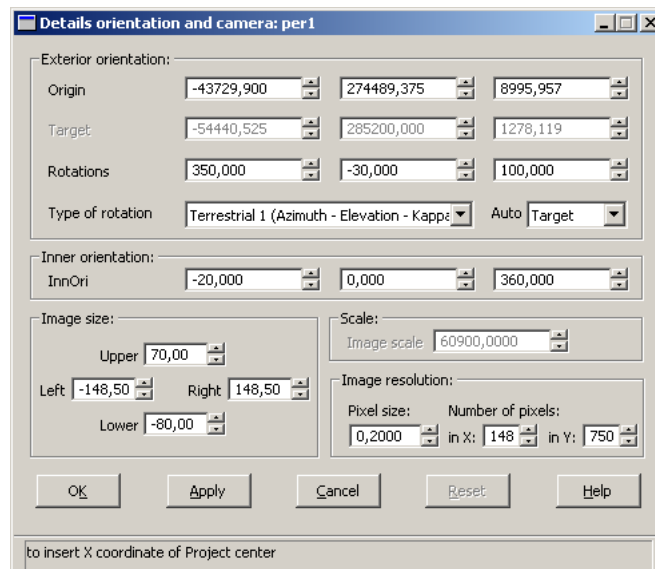 Details orientation and camera: per1
Exterior orientation:
Origin -43729,900 274489,375 8995,957
Target -54440,525 285200,000 1278,119
Rotations 350,000 -30,000 100,000
Type of rotation Terrestrial 1 (Azimuth - Elevation - Kappa Auto Target
Inner orientation:
InnOri -20,000 0,000 360,000
Image size: Scale:
Image scale 60900,0000
Upper 70,00
Image resolution:
Left -148,50 Right 148,50
Pixel size: Number of pixels:
Lower -80,00
0,2000 in X: 148 in Y: 750
OK Apply Cancel Reset Help
to insert X coordinate of Project center